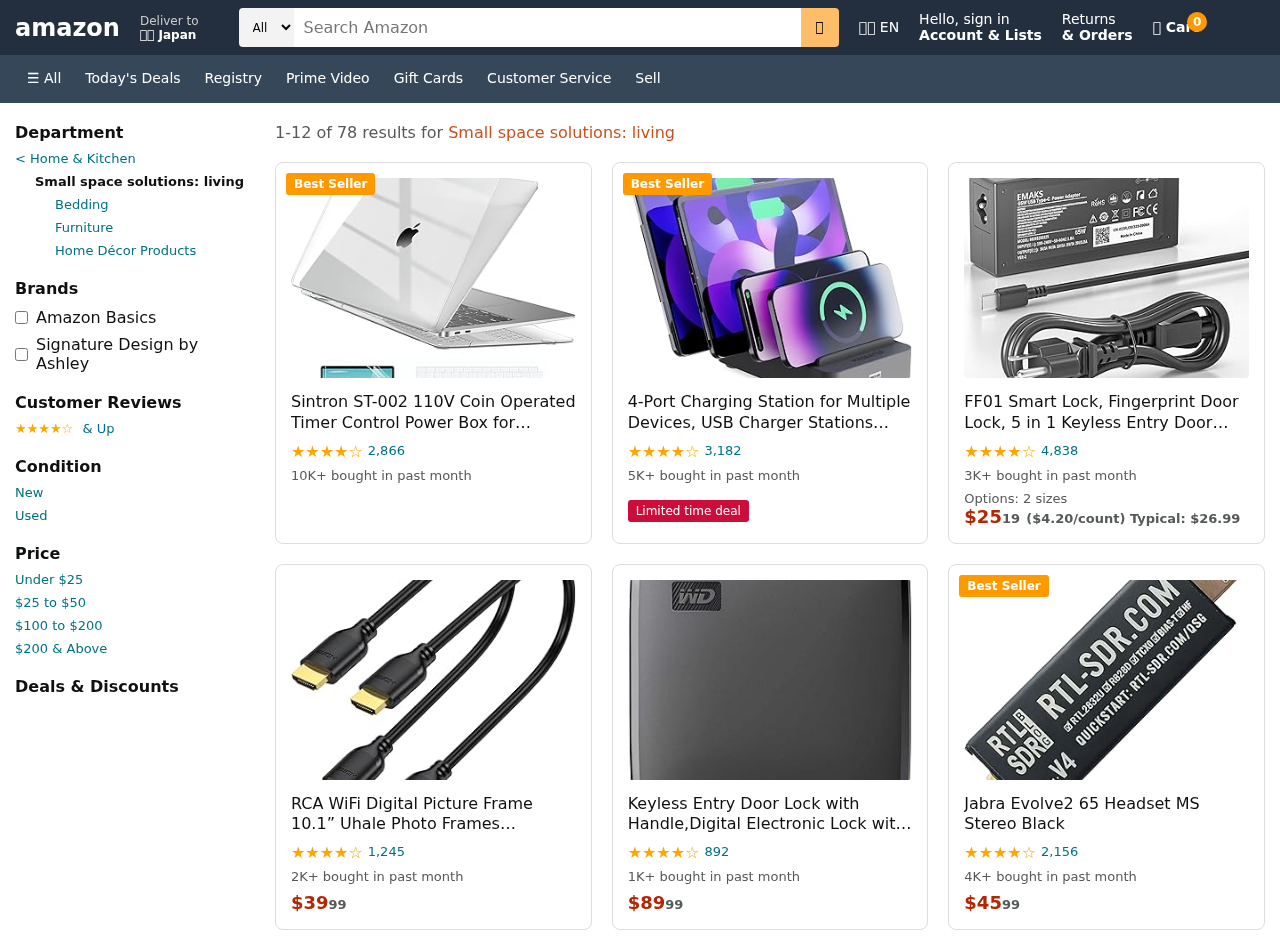 amazon
Deliver to
Japan
All
Search Amazon
EN
Hello, sign in
Account & Lists
Returns
& Orders
Car
0
☰ All
Today's Deals
Registry
Prime Video
Gift Cards
Customer Service
Sell
Department
< Home & Kitchen
Small space solutions: living
Bedding
Furniture
Home Décor Products
Brands
Amazon Basics
Signature Design by
Ashley
Customer Reviews
★★★★☆ & Up
Condition
New
Used
Price
Under $25
$25 to $50
$100 to $200
$200 & Above
Deals & Discounts
1-12 of 78 results for Small space solutions: living
Best Seller
Sintron ST-002 110V Coin Operated
Timer Control Power Box for…
★★★★☆ 2,866
10K+ bought in past month
Best Seller
4-Port Charging Station for Multiple
Devices, USB Charger Stations…
★★★★☆ 3,182
5K+ bought in past month
Limited time deal
EMAKS
FF01 Smart Lock, Fingerprint Door
Lock, 5 in 1 Keyless Entry Door…
★★★★☆ 4,838
3K+ bought in past month
Options: 2 sizes
$25 19 ($4.20/count) Typical: $26.99
RCA WiFi Digital Picture Frame
10.1” Uhale Photo Frames…
★★★★☆ 1,245
2K+ bought in past month
$39 99
WD
Keyless Entry Door Lock with
Handle,Digital Electronic Lock wit…
★★★★☆ 892
1K+ bought in past month
$89 99
Best Seller
RTL-SDR.COM
QUICKSTART: RTL-SDR.COM/QSG
RTL
SDR
BLOG
V4
Jabra Evolve2 65 Headset MS
Stereo Black
★★★★☆ 2,156
4K+ bought in past month
$45 99